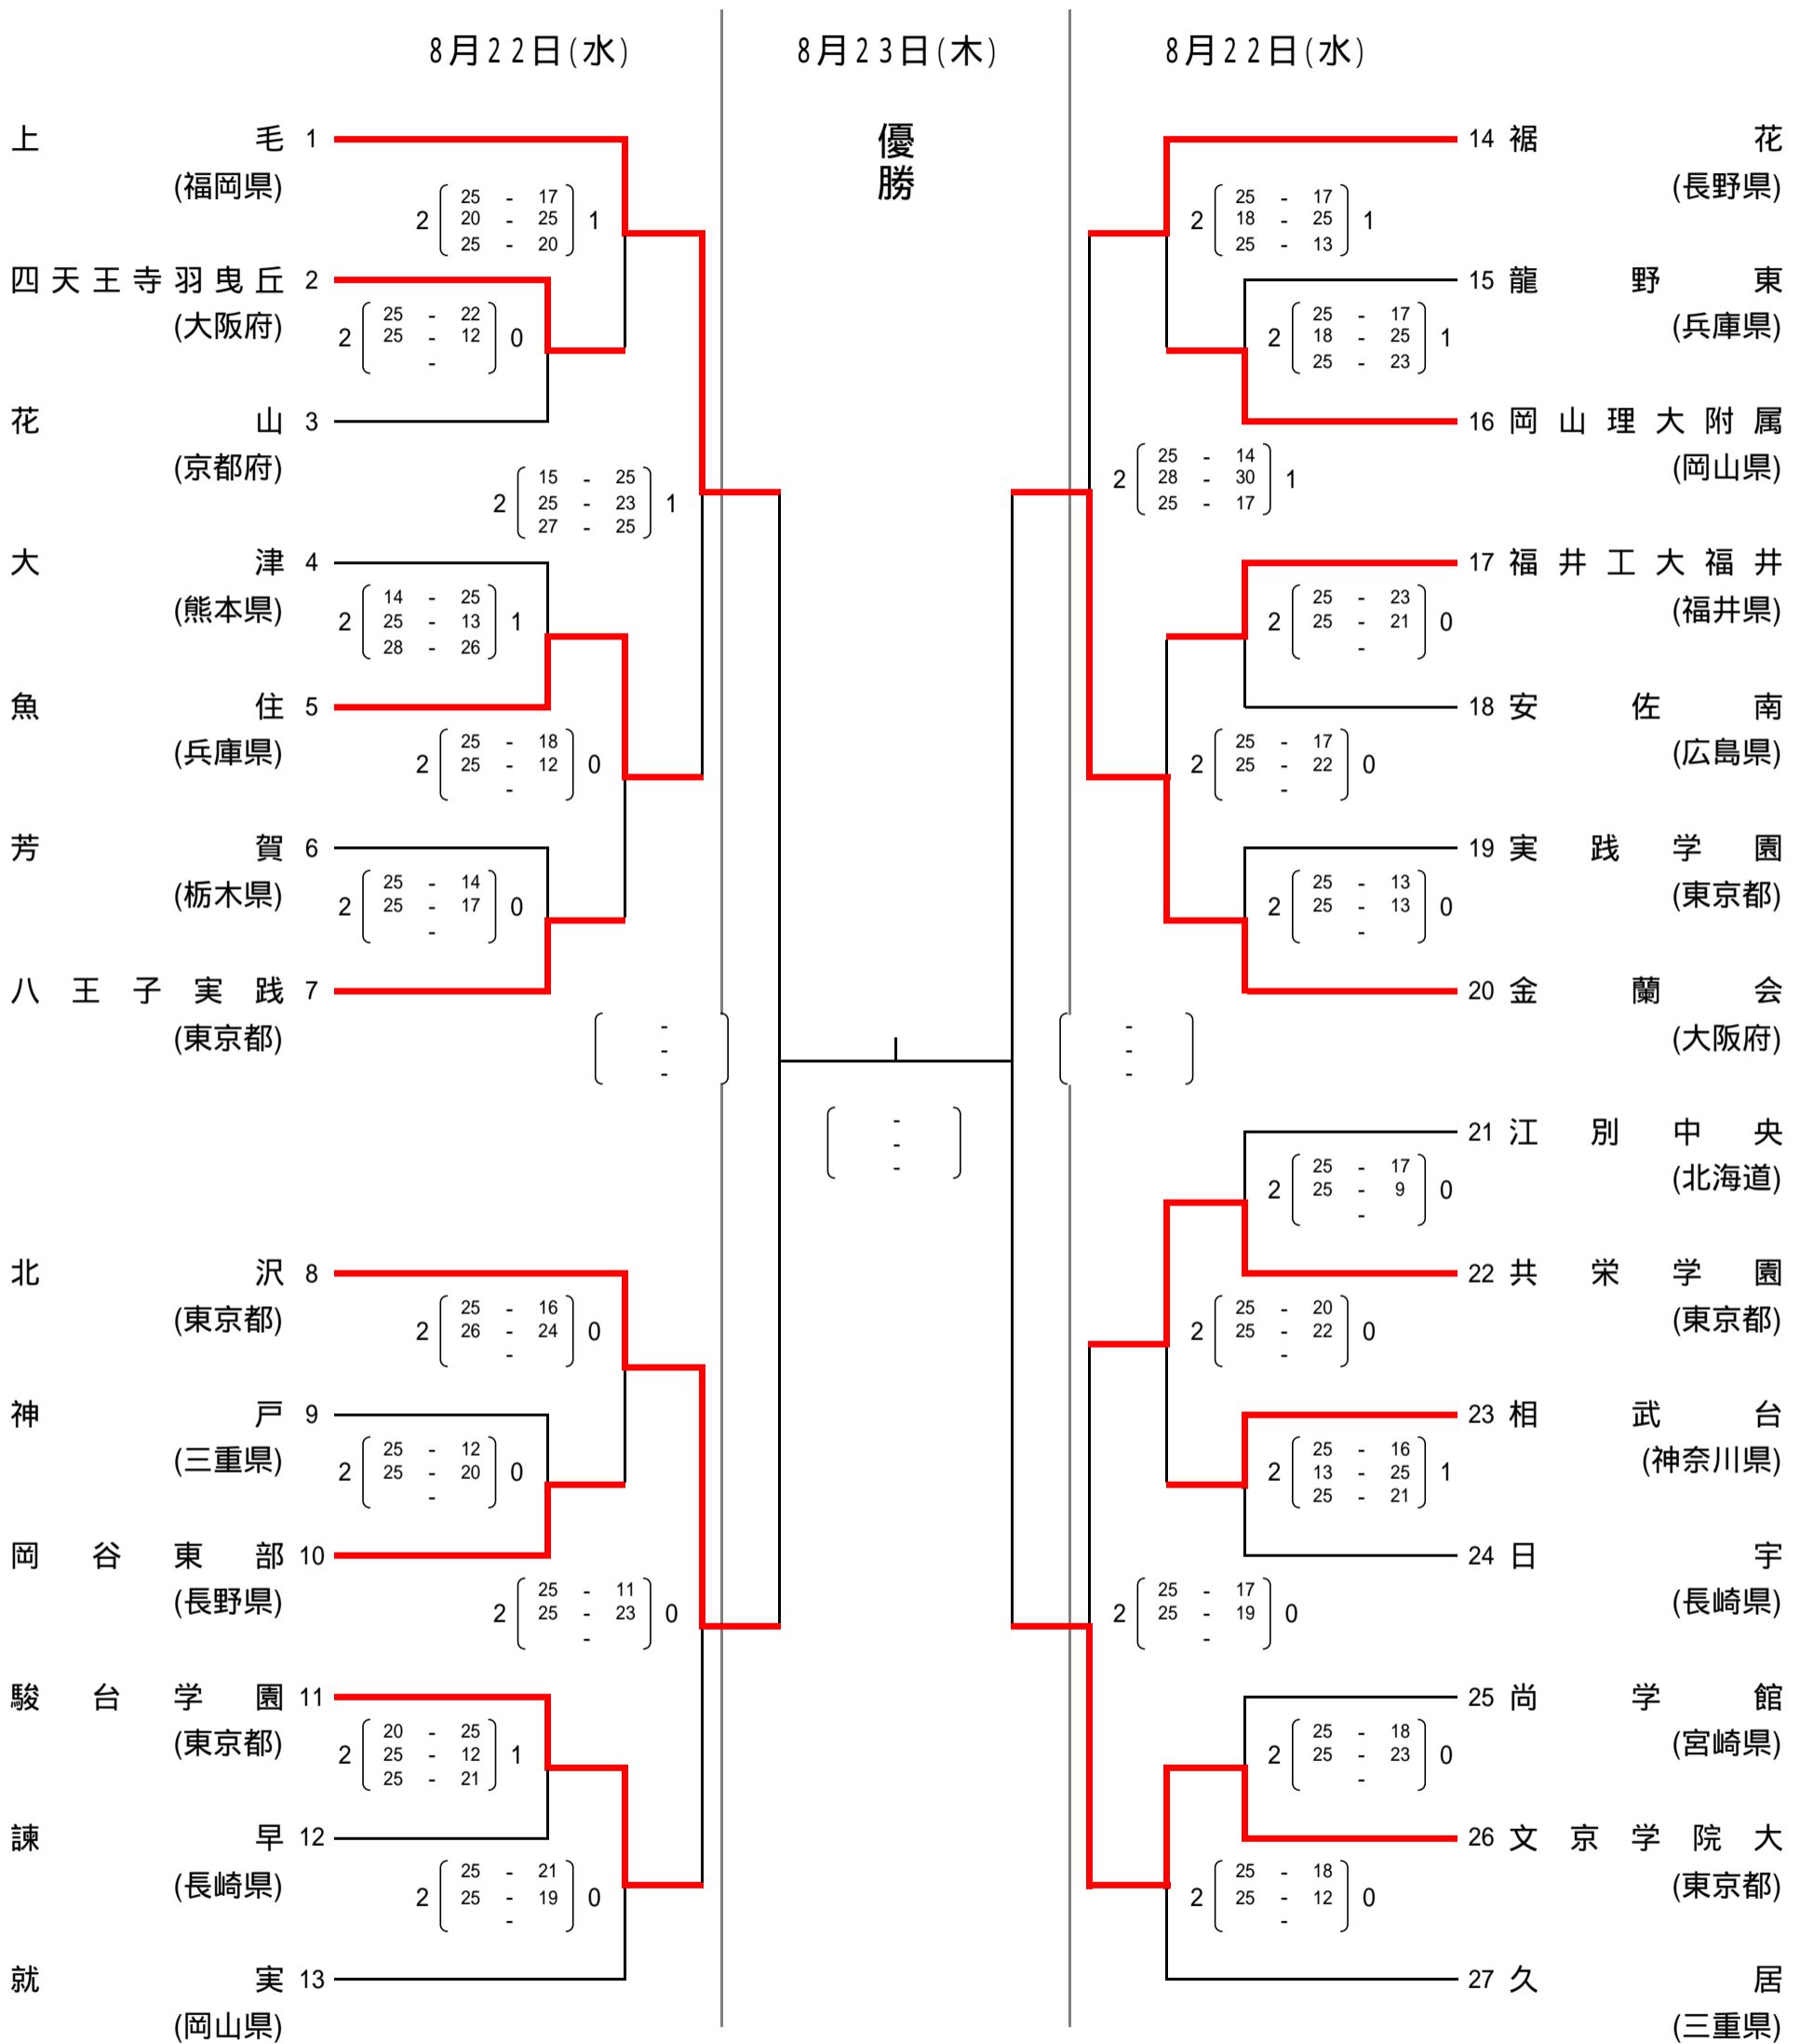 8月22日(水) 8月23日(木) 8月22日(水)
優勝
上毛 1
(福岡県)
2 25 - 17 1
20 - 25
25 - 20
四天王寺羽曳丘 2
(大阪府)
2 25 - 22 0
25 - 12
-
花山 3
(京都府)
2 15 - 25 1
25 - 23
27 - 25
大津 4
(熊本県)
2 14 - 25 1
25 - 13
28 - 26
魚住 5
(兵庫県)
2 25 - 18 0
25 - 12
-
芳賀 6
(栃木県)
2 25 - 14 0
25 - 17
-
八王子実践 7
(東京都)
-
-
-
北沢 8
(東京都)
2 25 - 16 0
26 - 24
-
神戸 9
(三重県)
2 25 - 12 0
25 - 20
-
岡谷東部 10
(長野県)
2 25 - 11 0
25 - 23
-
駿台学園 11
(東京都)
2 20 - 25 1
25 - 12
25 - 21
諫早 12
(長崎県)
2 25 - 21 0
25 - 19
-
就実 13
(岡山県)
-
-
-
14 裾花
(長野県)
2 25 - 17 1
18 - 25
25 - 13
15 龍野東
(兵庫県)
2 25 - 17 1
18 - 25
25 - 23
16 岡山理大附属
(岡山県)
2 25 - 14 1
28 - 30
25 - 17
17 福井工大福井
(福井県)
2 25 - 23 0
25 - 21
-
18 安佐南
(広島県)
2 25 - 17 0
25 - 22
-
19 実践学園
(東京都)
2 25 - 13 0
25 - 13
-
20 金蘭会
(大阪府)
-
-
-
21 江別中央
(北海道)
2 25 - 17 0
25 - 9
-
22 共栄学園
(東京都)
2 25 - 20 0
25 - 22
-
23 相武台
(神奈川県)
2 25 - 16 1
13 - 25
25 - 21
24 日宇
(長崎県)
2 25 - 17 0
25 - 19
-
25 尚学館
(宮崎県)
2 25 - 18 0
25 - 23
-
26 文京学院大
(東京都)
2 25 - 18 0
25 - 12
-
27 久居
(三重県)